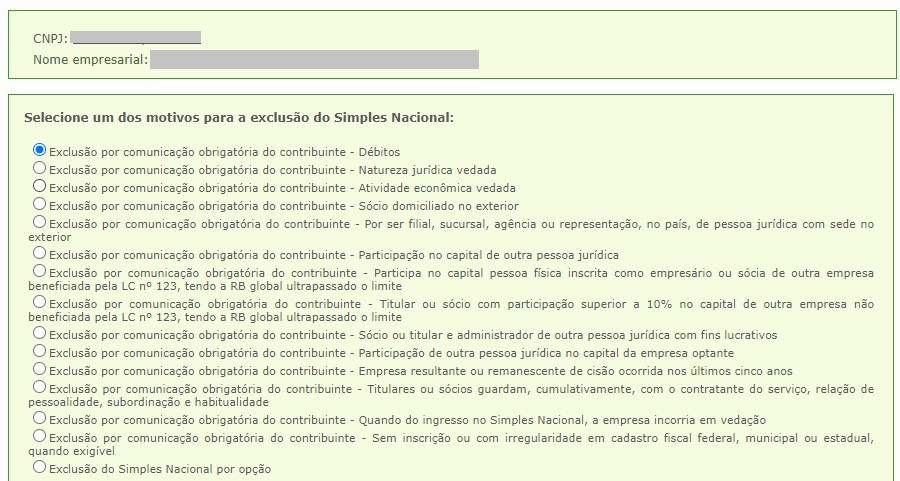 CNPJ:
Nome empresarial:
Selecione um dos motivos para a exclusão do Simples Nacional:
Exclusão por comunicação obrigatória do contribuinte - Débitos
Exclusão por comunicação obrigatória do contribuinte - Natureza jurídica vedada
Exclusão por comunicação obrigatória do contribuinte - Atividade econômica vedada
Exclusão por comunicação obrigatória do contribuinte - Sócio domiciliado no exterior
Exclusão por comunicação obrigatória do contribuinte - Por ser filial, sucursal, agência ou representação, no país, de pessoa jurídica com sede no
exterior
Exclusão por comunicação obrigatória do contribuinte - Participação no capital de outra pessoa jurídica
Exclusão por comunicação obrigatória do contribuinte - Participa no capital pessoa física inscrita como empresário ou sócia de outra empresa
beneficiada pela LC nº 123, tendo a RB global ultrapassado o limite
Exclusão por comunicação obrigatória do contribuinte - Titular ou sócio com participação superior a 10% no capital de outra empresa não
beneficiada pela LC nº 123, tendo a RB global ultrapassado o limite
Exclusão por comunicação obrigatória do contribuinte - Sócio ou titular e administrador de outra pessoa jurídica com fins lucrativos
Exclusão por comunicação obrigatória do contribuinte - Participação de outra pessoa jurídica no capital da empresa optante
Exclusão por comunicação obrigatória do contribuinte - Empresa resultante ou remanescente de cisão ocorrida nos últimos cinco anos
Exclusão por comunicação obrigatória do contribuinte - Titulares ou sócios guardam, cumulativamente, com o contratante do serviço, relação de
pessoalidade, subordinação e habitualidade
Exclusão por comunicação obrigatória do contribuinte - Quando do ingresso no Simples Nacional, a empresa incorria em vedação
Exclusão por comunicação obrigatória do contribuinte - Sem inscrição ou com irregularidade em cadastro fiscal federal, municipal ou estadual,
quando exigível
Exclusão do Simples Nacional por opção